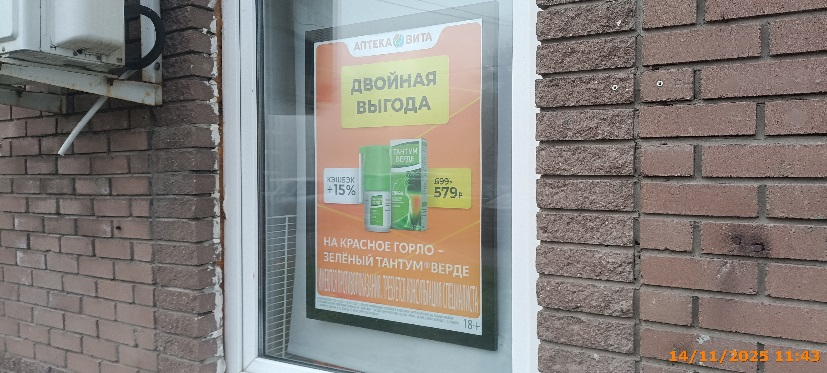 АПТЕКА ВИТА
ДВОЙНАЯ
ВЫГОДА
КЭШБЭК
+15%
ТАНТУМ
ВЕРДЕ
699₽
579₽
НА КРАСНОЕ ГОРЛО –
ЗЕЛЁНЫЙ ТАНТУМ® ВЕРДЕ
ИМЕЮТСЯ ПРОТИВОПОКАЗАНИЯ. ТРЕБУЕТСЯ КОНСУЛЬТАЦИЯ СПЕЦИАЛИСТА
18+
14/11/2025 11:43